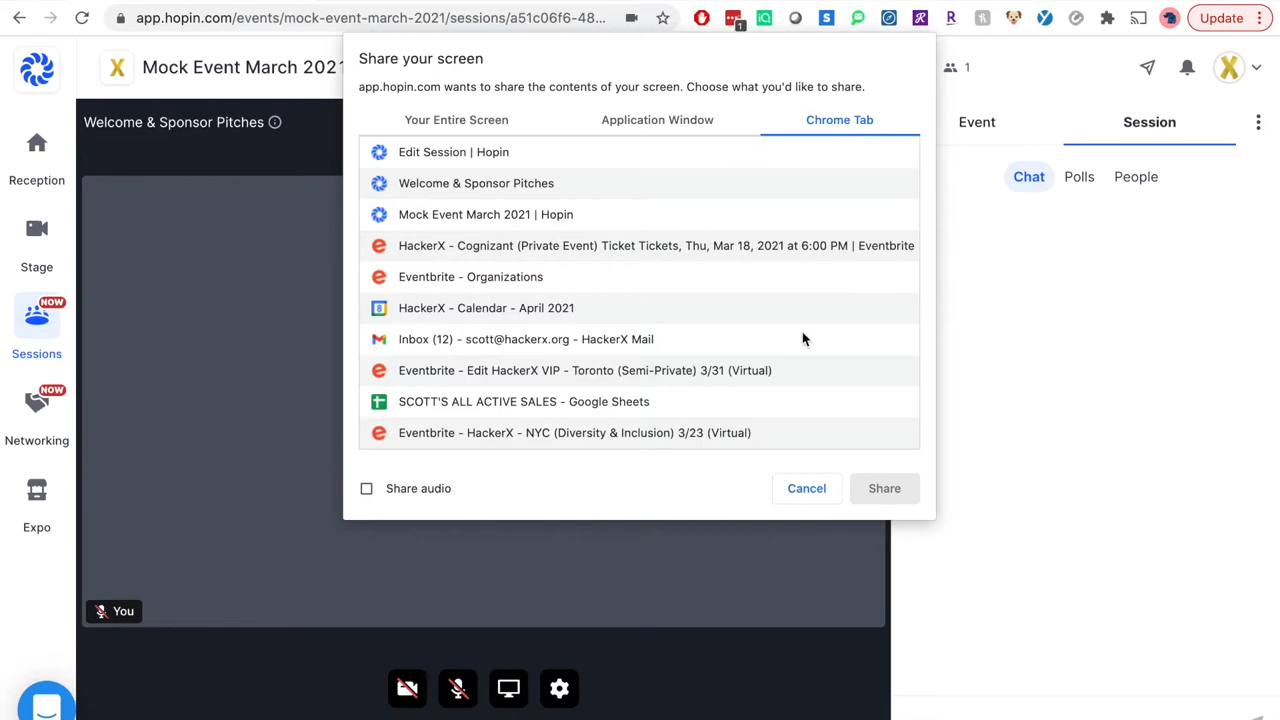 app.hopin.com/events/mock-event-march-2021/sessions/a51c06f6-48...
1
Update
Mock Event March 2021
1
Share your screen
app.hopin.com wants to share the contents of your screen. Choose what you'd like to share.
Your Entire Screen
Application Window
Chrome Tab
Edit Session | Hopin
Welcome & Sponsor Pitches
Mock Event March 2021 | Hopin
HackerX - Cognizant (Private Event) Ticket Tickets, Thu, Mar 18, 2021 at 6:00 PM | Eventbrite
Eventbrite - Organizations
8 HackerX - Calendar - April 2021
Inbox (12) - scott@hackerx.org - HackerX Mail
Eventbrite - Edit HackerX VIP - Toronto (Semi-Private) 3/31 (Virtual)
SCOTT'S ALL ACTIVE SALES - Google Sheets
Eventbrite - HackerX - NYC (Diversity & Inclusion) 3/23 (Virtual)
Share audio
Cancel
Share
Reception
Stage
NOW
Sessions
NOW
Networking
Expo
Welcome & Sponsor Pitches
You
Event
Session
Chat
Polls
People